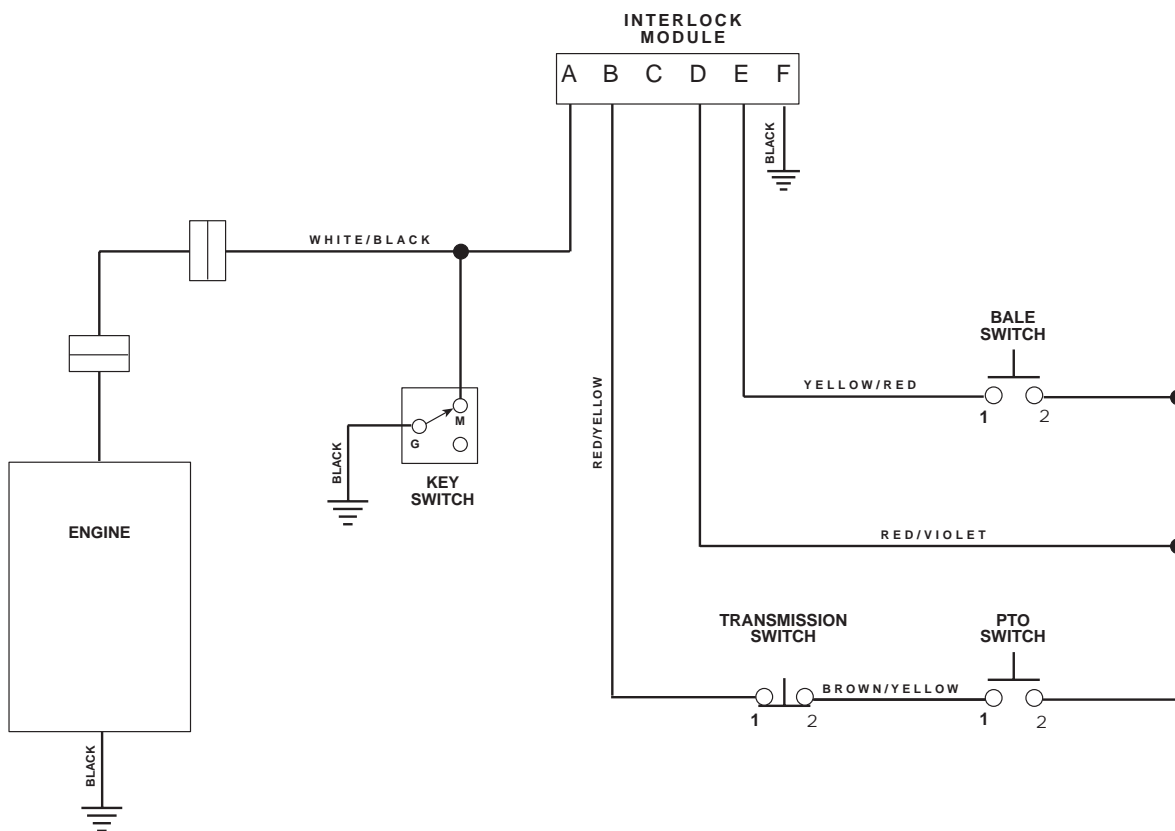 INTERLOCK
MODULE
A B C D E F
BLACK
WHITE/BLACK
BALE
SWITCH
YELLOW/RED
1 2
RED/YELLOW
M
G
BLACK
KEY
SWITCH
ENGINE
RED/VIOLET
TRANSMISSION
SWITCH
PTO
SWITCH
BROWN/YELLOW
1 2
1 2
BLACK